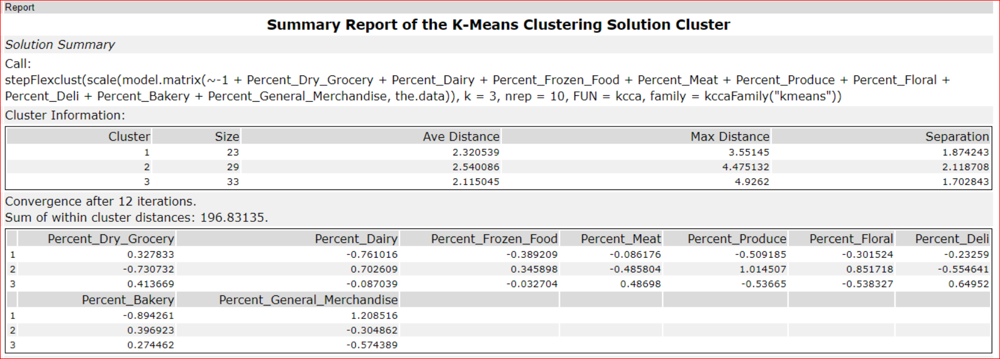 Report
Summary Report of the K-Means Clustering Solution Cluster
Solution Summary
Call:
stepFlexclust(scale(model.matrix(~-1 + Percent_Dry_Grocery + Percent_Dairy + Percent_Frozen_Food + Percent_Meat + Percent_Produce + Percent_Floral +
Percent_Deli + Percent_Bakery + Percent_General_Merchandise, the.data)), k = 3, nrep = 10, FUN = kcca, family = kccaFamily("kmeans"))
Cluster Information:
Cluster Size Ave Distance Max Distance Separation
1 23 2.320539 3.55145 1.874243
2 29 2.540086 4.475132 2.118708
3 33 2.115045 4.9262 1.702843
Convergence after 12 iterations.
Sum of within cluster distances: 196.83135.
Percent_Dry_Grocery Percent_Dairy Percent_Frozen_Food Percent_Meat Percent_Produce Percent_Floral Percent_Deli
1 0.327833 -0.761016 -0.389209 -0.086176 -0.509185 -0.301524 -0.23259
2 -0.730732 0.702609 0.345898 -0.485804 1.014507 0.851718 -0.554641
3 0.413669 -0.087039 -0.032704 0.48698 -0.53665 -0.538327 0.64952
Percent_Bakery Percent_General_Merchandise
1 -0.894261 1.208516
2 0.396923 -0.304862
3 0.274462 -0.574389